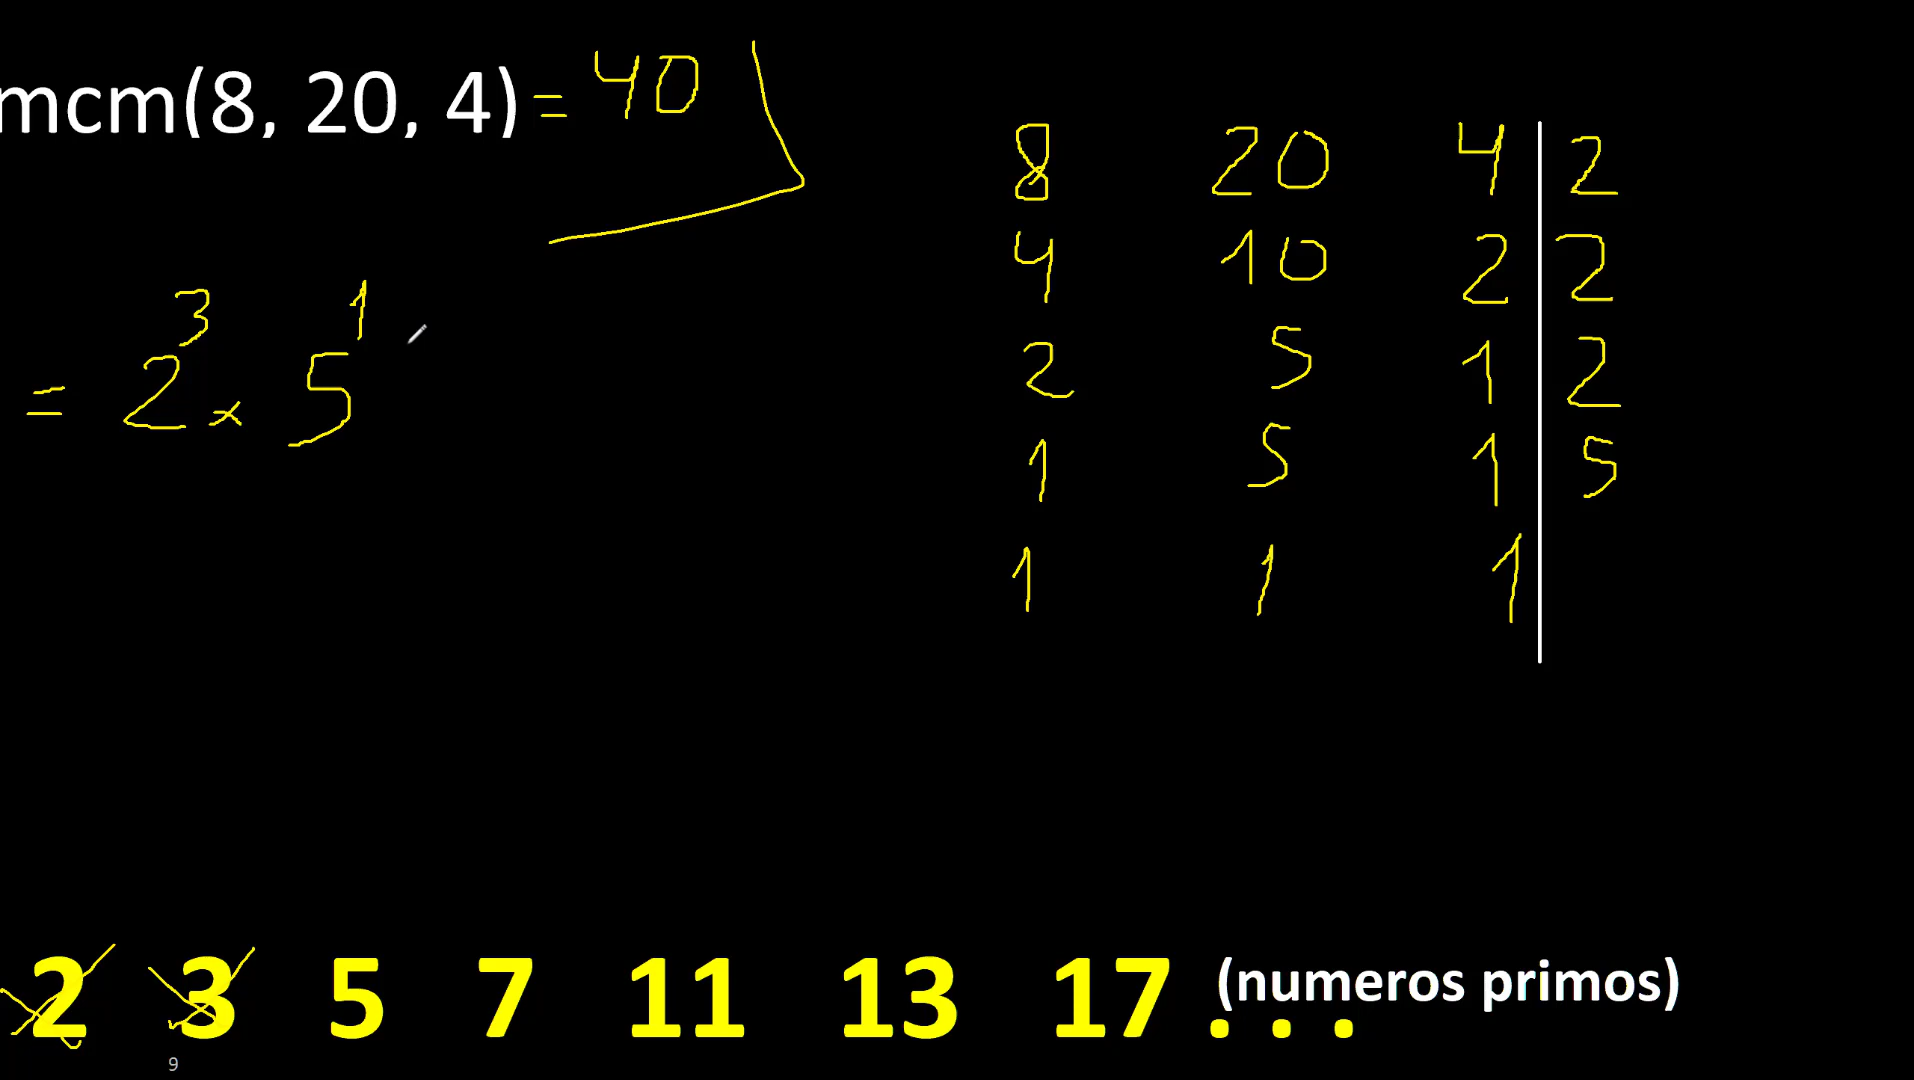 mcm(8, 20, 4) = 40
= 2³ × 5¹
8 20 4 | 2
4 10 2 | 2
2 5 1 | 2
1 5 1 | 5
1 1 1 |
2 3 5 7 11 13 17 . . . (numeros primos)
9